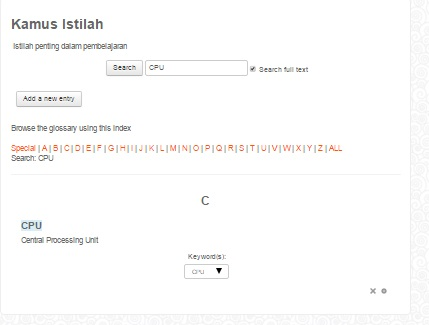 Kamus Istilah
Istilah penting dalam pembelajaran
Search CPU Search full text
Add a new entry
Browse the glossary using this index
Special | A | B | C | D | E | F | G | H | I | J | K | L | M | N | O | P | Q | R | S | T | U | V | W | X | Y | Z | ALL
Search: CPU
C
CPU
Central Processing Unit
Keyword(s):
CPU